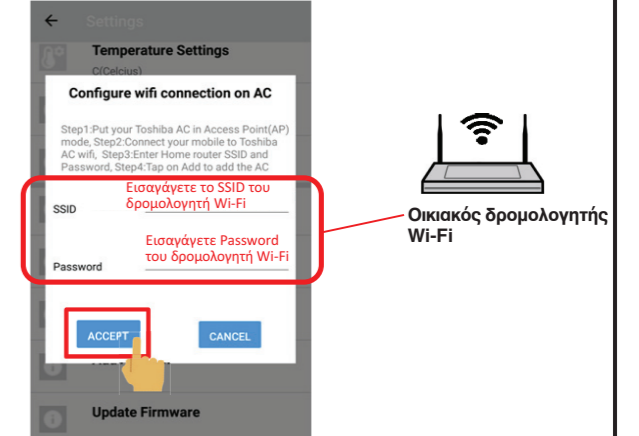 Settings
Temperature Settings
C(Celcius)
Configure wifi connection on AC
Step1:Put your Toshiba AC in Access Point(AP)
mode, Step2:Connect your mobile to Toshiba
AC wifi, Step3:Enter Home router SSID and
Password, Step4:Tap on Add to add the AC
Εισαγάγετε το SSID του
δρομολογητή Wi-Fi
SSID
Εισαγάγετε Password
του δρομολογητή Wi-Fi
Password
Οικιακός δρομολογητής
Wi-Fi
ACCEPT
CANCEL
Update Firmware